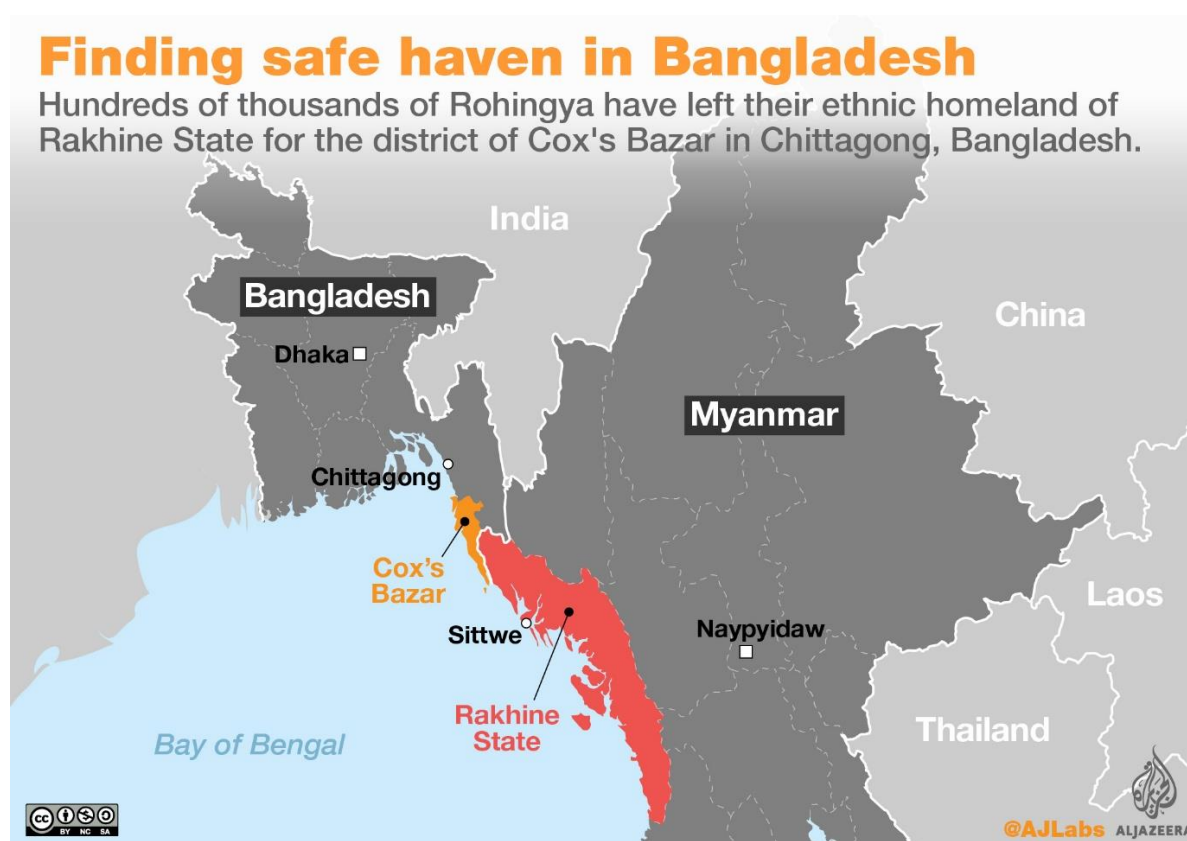 Finding safe haven in Bangladesh
Hundreds of thousands of Rohingya have left their ethnic homeland of
Rakhine State for the district of Cox's Bazar in Chittagong, Bangladesh.
India
Bangladesh
China
Dhaka
Myanmar
Chittagong
Cox's
Bazar
Laos
Sittwe
Naypyidaw
Rakhine
State
Thailand
Bay of Bengal
cc
BY NC SA
@AJLabs ALJAZEERA